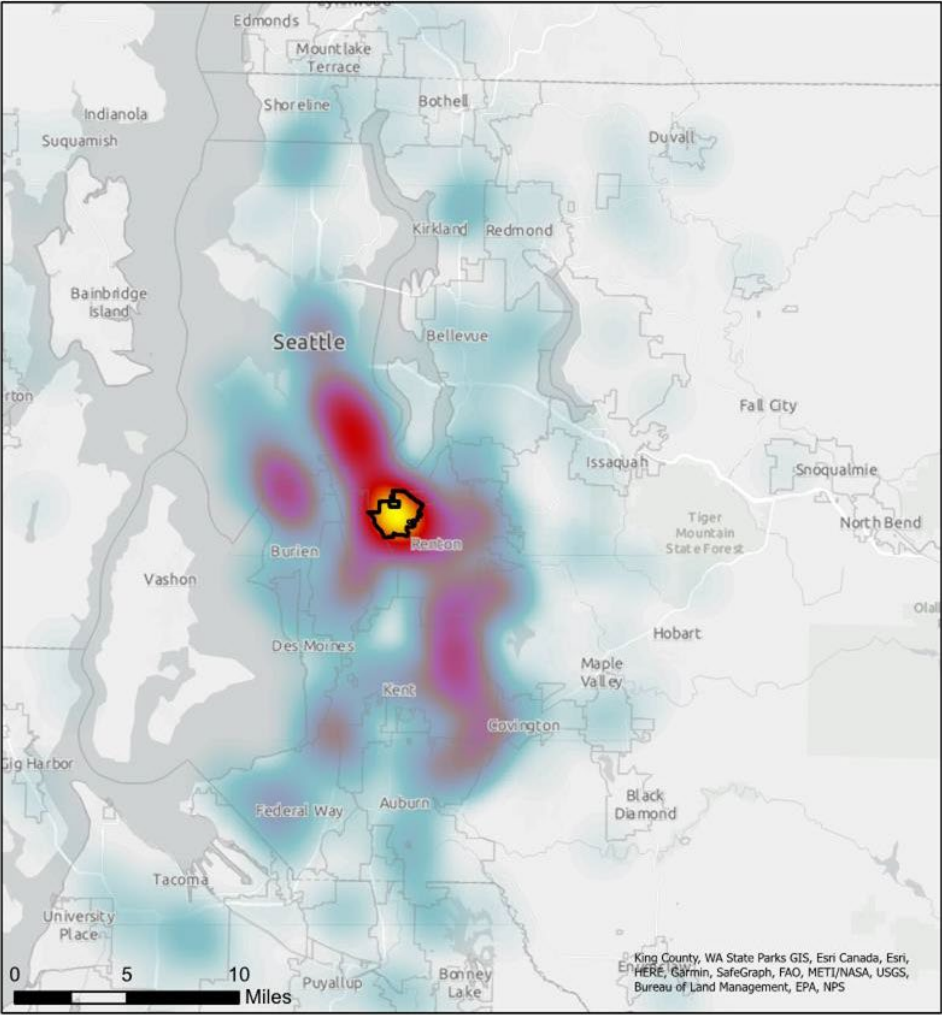 Edmonds
Mountlake
Terrace
Shoreline
Bothell
Indianola
Suquamish
Duvall
Kirkland
Redmond
Bainbridge
Island
Seattle
Bellevue
rton
Fall City
Issaquah
Snoqualmie
Tiger
Mountain
State Forest
North Bend
Renton
Burien
Vashon
Olal
Hobart
Des Moines
Maple
Valley
Kent
Covington
Gig Harbor
Black
Diamond
Federal Way
Auburn
Tacoma
University
Place
Puyallup
Bonney
Lake
0 5 10
Miles
King County, WA State Parks GIS, Esri Canada, Esri,
HERE, Garmin, SafeGraph, FAO, METI/NASA, USGS,
Bureau of Land Management, EPA, NPS